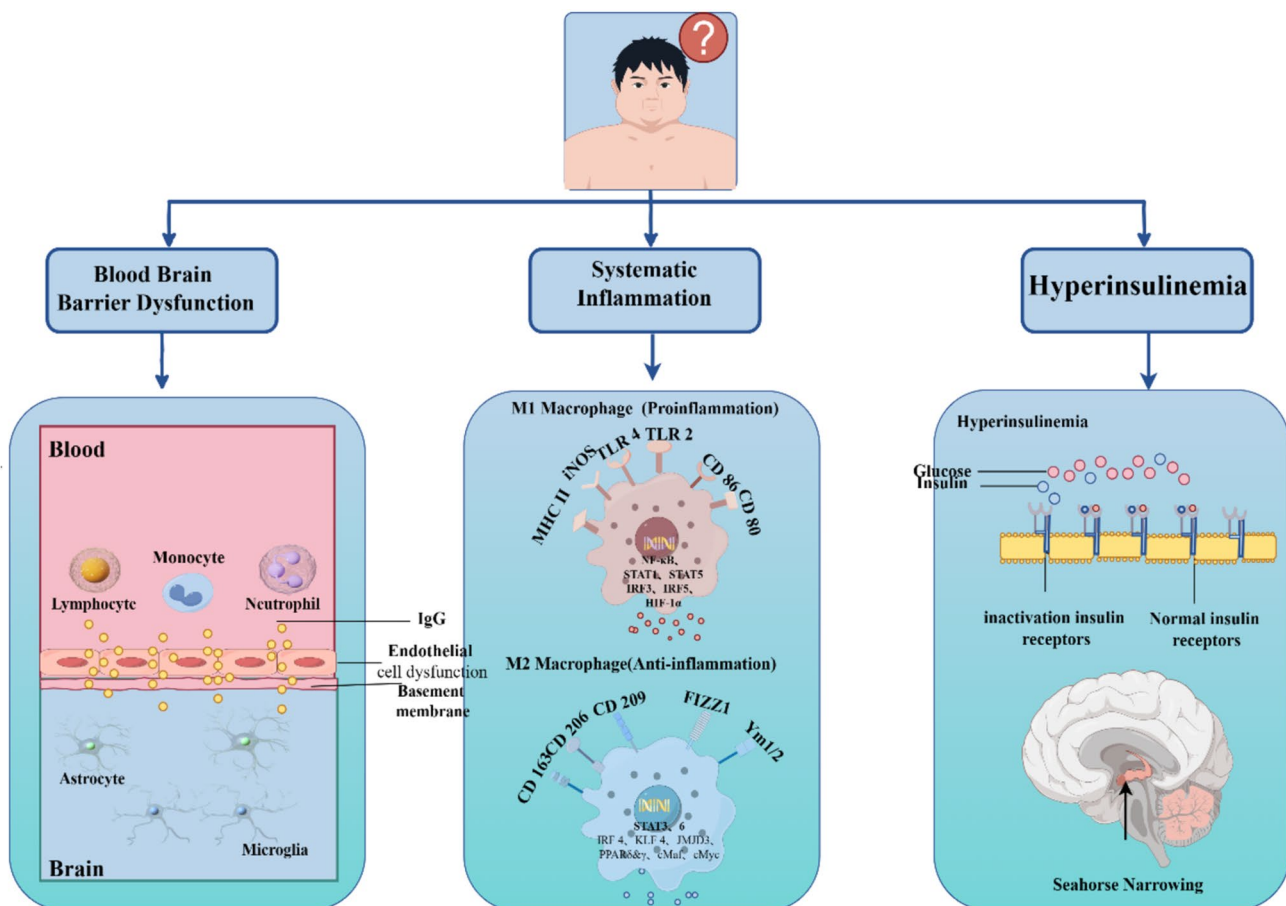 ?
Blood Brain
Barrier Dysfunction
Systematic
Inflammation
Hyperinsulinemia
Blood
Lymphocyte
Monocyte
Neutrophil
IgG
Endothelial
cell dysfunction
Basement
membrane
Astrocyte
Microglia
Brain
M1 Macrophage (Proinflammation)
MHC II
iNOS
TLR 4
TLR 2
CD 86
CD 80
NF-κB、
STAT1、STAT5
IRF3、IRF5、
HIF-1α
M2 Macrophage(Anti-inflammation)
CD 163
CD 206
CD 209
FIZZ1
Ym1/2
STAT3、6
IRF 4、KLF 4、JMJD3、
PPARδ&γ、cMaf、cMyc
Hyperinsulinemia
Glucose
Insulin
inactivation insulin
receptors
Normal insulin
receptors
Seahorse Narrowing